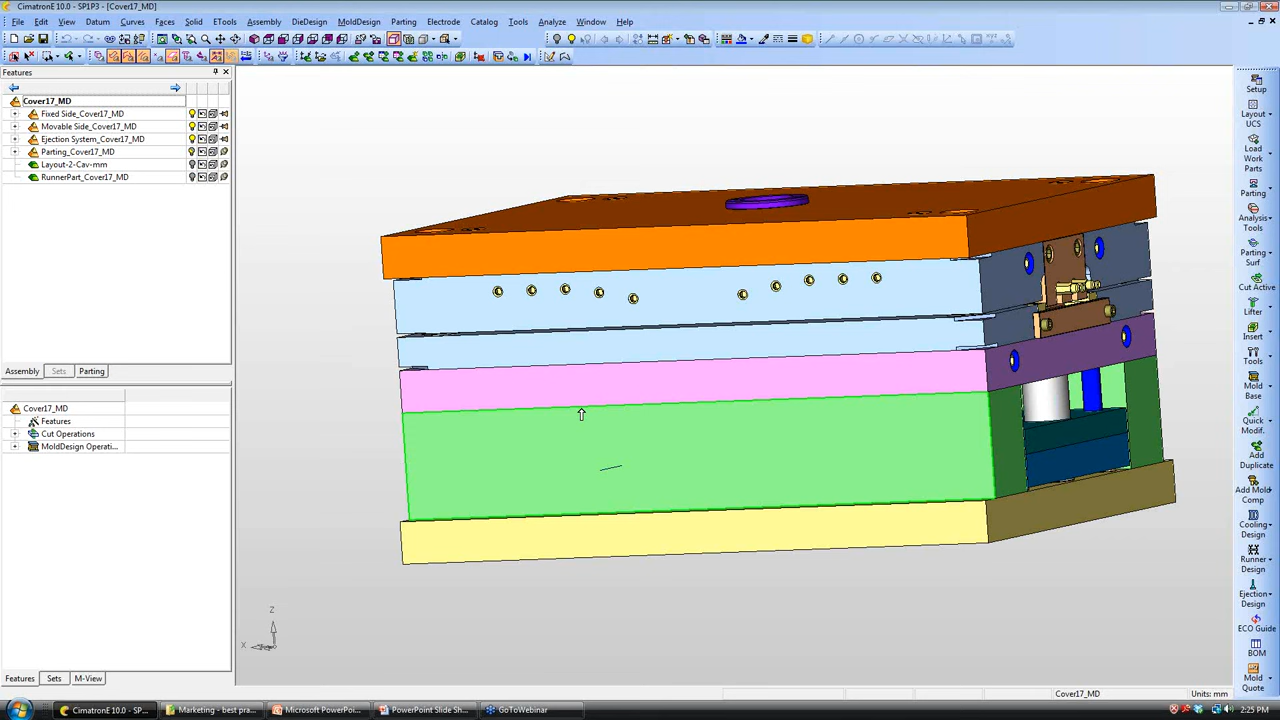 CimatronE 10.0 - SP1P3 - [Cover17_MD]
File Edit View Datum Curves Faces Solid ETools Assembly DieDesign MoldDesign Parting Electrode Catalog Tools Analyze Window Help
Features
Cover17_MD
Fixed Side_Cover17_MD
Movable Side_Cover17_MD
Ejection System_Cover17_MD
Parting_Cover17_MD
Layout-2-Cav-mm
RunnerPart_Cover17_MD
Assembly Sets Parting
Cover17_MD
Features
Cut Operations
MoldDesign Operati...
Features Sets M-View
Z
X
Setup
Layout
UCS
Load
Work
Parts
Parting
Analysis
Tools
Parting
Surf
Cut Active
Lifter
Insert
Tools
Mold
Base
Quick
Modif.
Add
Duplicate
Add Mold
Comp
Cooling
Design
Runner
Design
Ejection
Design
ECO Guide
BOM
Mold
Quote
Cover17_MD Units: mm
CimatronE 10.0 - SP... Marketing - best pra... Microsoft PowerPoi... PowerPoint Slide Sh... GoToWebinar 2:25 PM